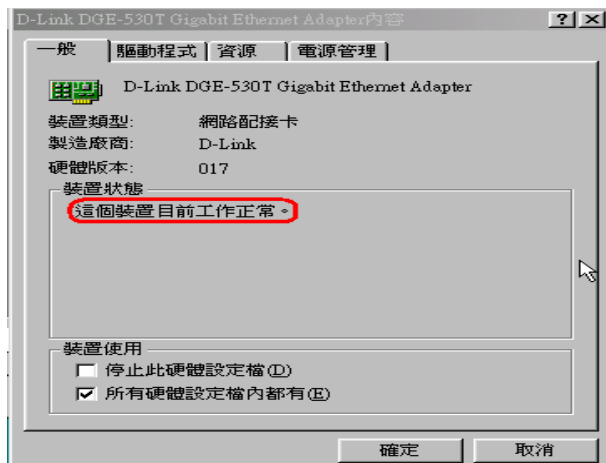 D-Link DGE-530T Gigabit Ethernet Adapter內容
一般 驅動程式 資源 電源管理
D-Link DGE-530T Gigabit Ethernet Adapter
裝置類型: 網路配接卡
製造廠商: D-Link
硬體版本: 017
裝置狀態
這個裝置目前工作正常。
裝置使用
停止此硬體設定檔(D)
所有硬體設定檔內都有(E)
確定 取消